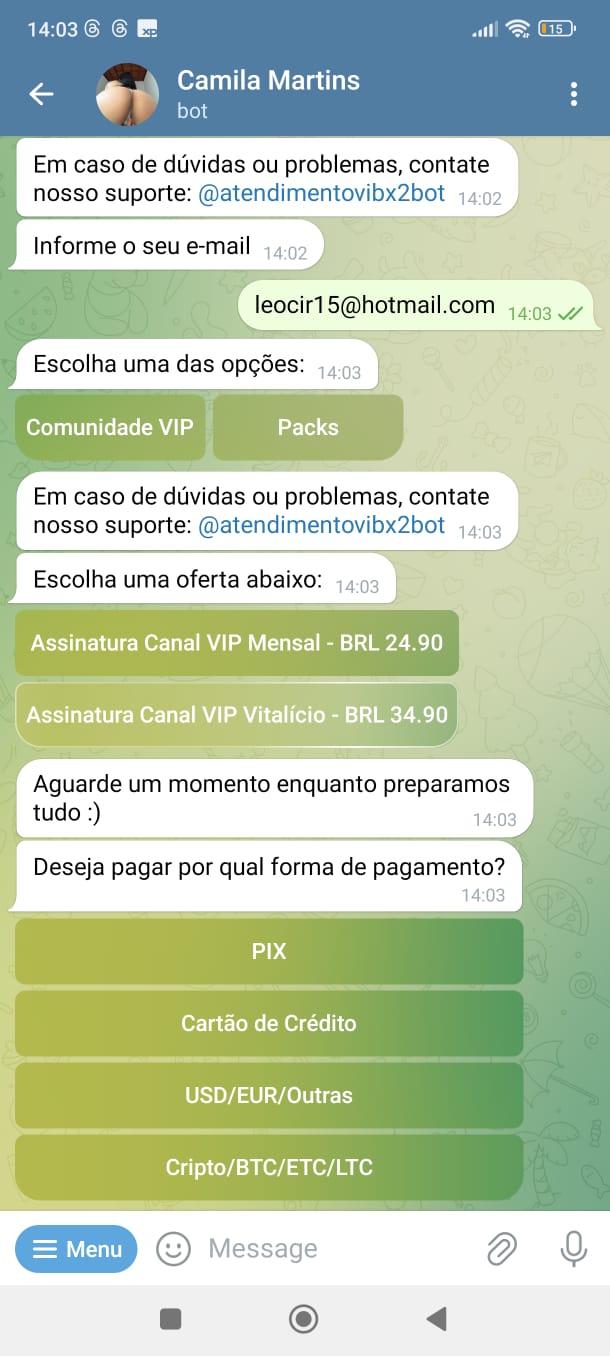 14:03
15
Camila Martins
bot
Em caso de dúvidas ou problemas, contate
nosso suporte: @atendimentovibx2bot 14:02
Informe o seu e-mail 14:02
leocir15@hotmail.com 14:03
Escolha uma das opções: 14:03
Comunidade VIP Packs
Em caso de dúvidas ou problemas, contate
nosso suporte: @atendimentovibx2bot 14:03
Escolha uma oferta abaixo: 14:03
Assinatura Canal VIP Mensal - BRL 24.90
Assinatura Canal VIP Vitalício - BRL 34.90
Aguarde um momento enquanto preparamos
tudo :) 14:03
Deseja pagar por qual forma de pagamento?
14:03
PIX
Cartão de Crédito
USD/EUR/Outras
Cripto/BTC/ETC/LTC
Menu Message